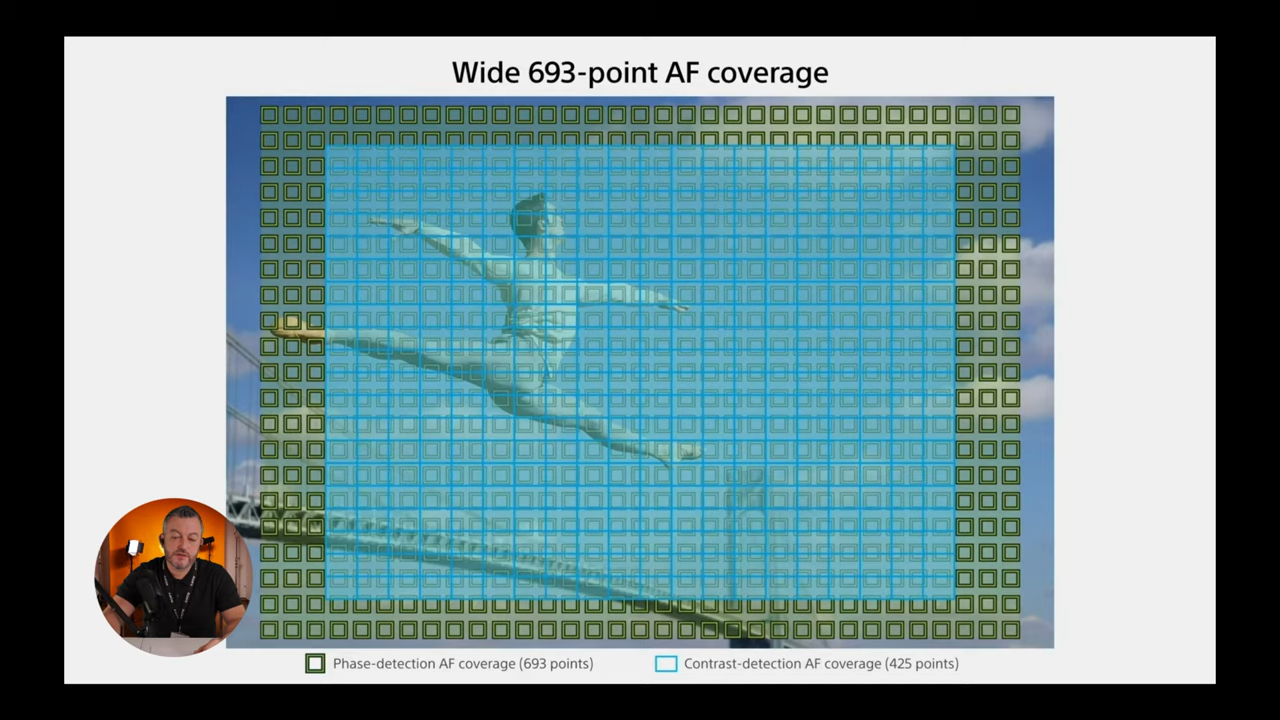 Wide 693-point AF coverage
Phase-detection AF coverage (693 points)
Contrast-detection AF coverage (425 points)